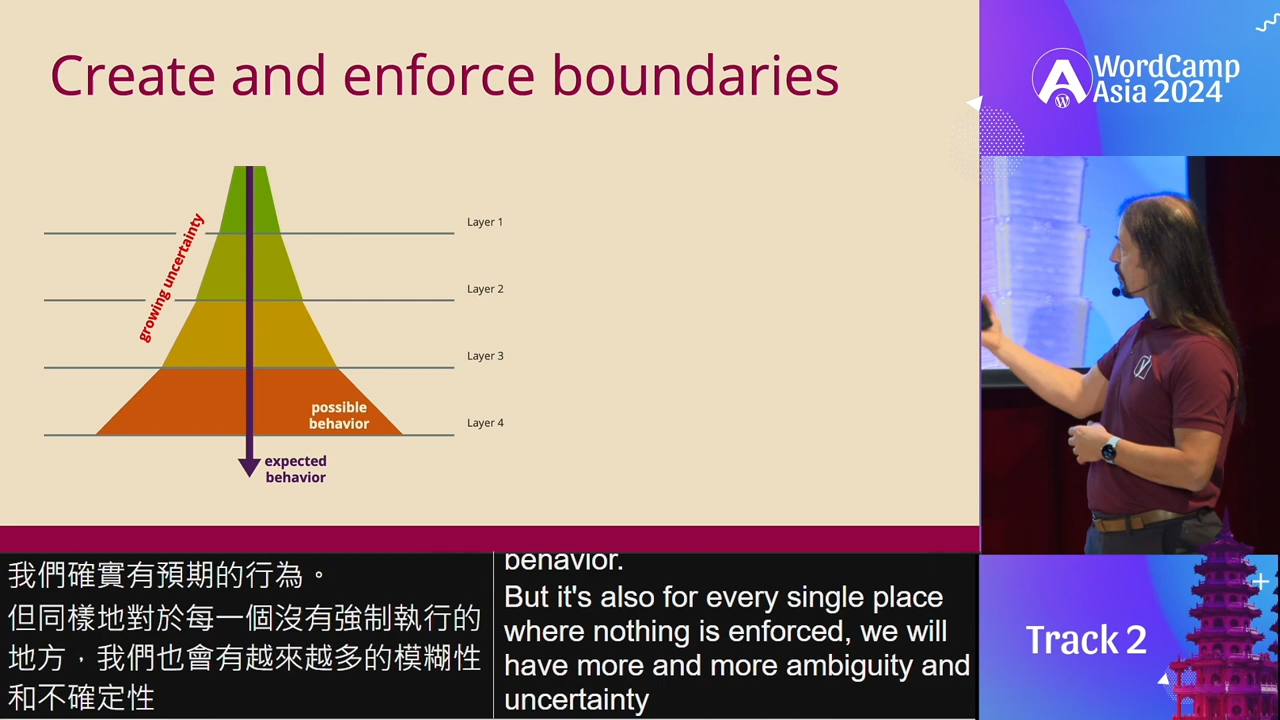 Create and enforce boundaries
growing uncertainty
Layer 1
Layer 2
Layer 3
Layer 4
possible
behavior
expected
behavior
WordCamp
Asia 2024
我們確實有預期的行為。
但同樣地對於每一個沒有強制執行的
地方，我們也會有越來越多的模糊性
和不確定性
behavior.
But it's also for every single place
where nothing is enforced, we will
have more and more ambiguity and
uncertainty
Track 2